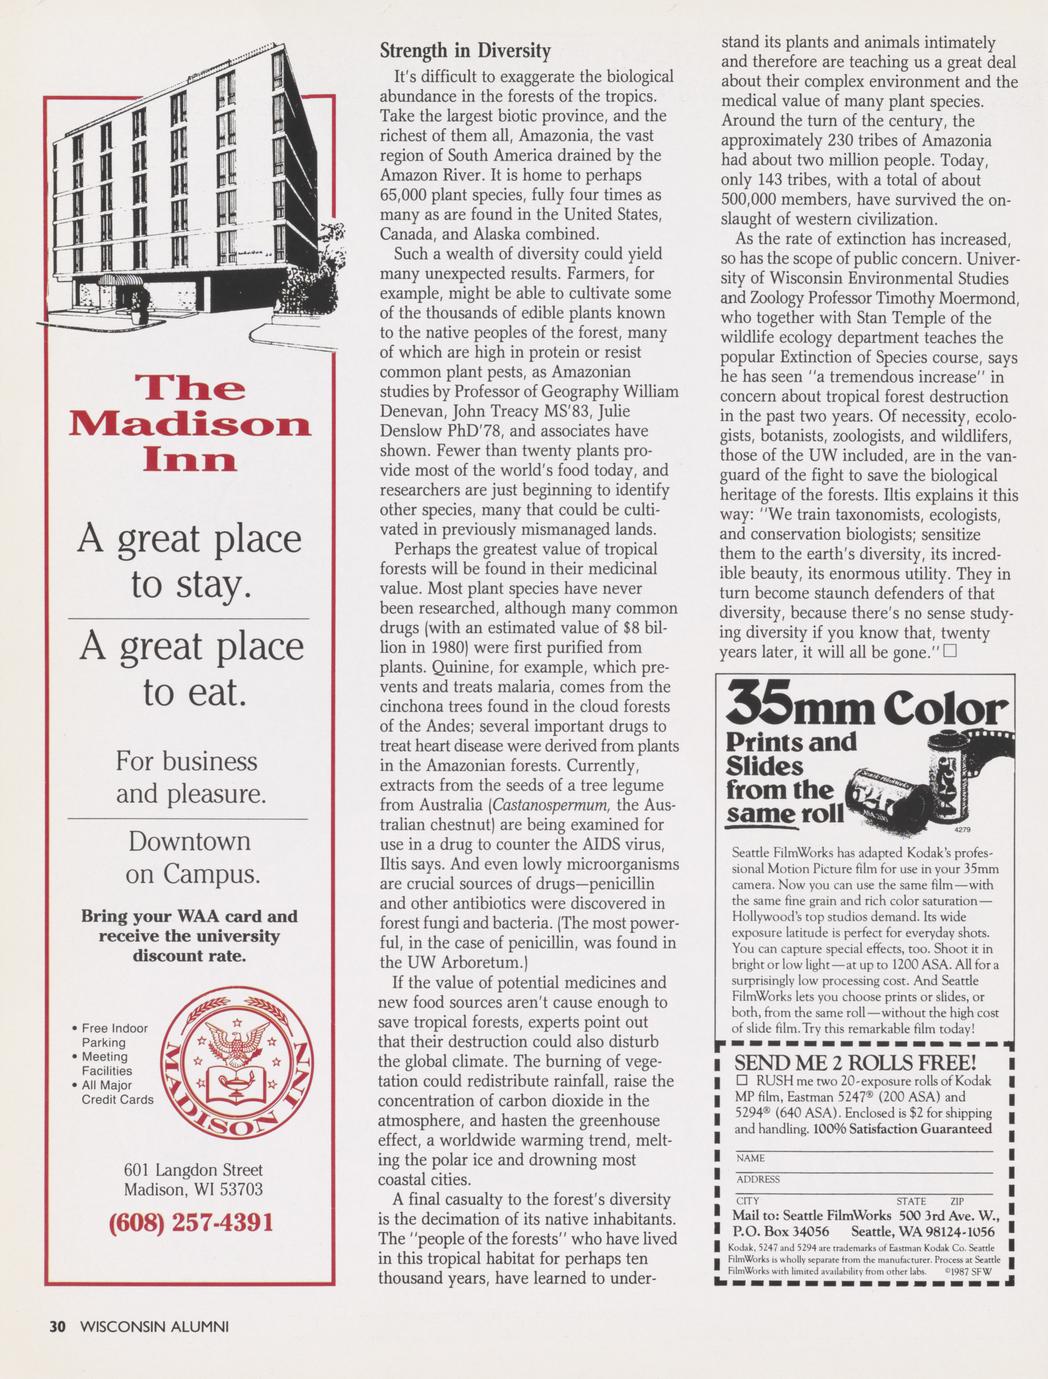 The
Madison
Inn
A great place
to stay.
A great place
to eat.
For business
and pleasure.
Downtown
on Campus.
Bring your WAA card and
receive the university
discount rate.
• Free Indoor
Parking
• Meeting
Facilities
• All Major
Credit Cards
MADISON INN
601 Langdon Street
Madison, WI 53703
(608) 257-4391
Strength in Diversity
It's difficult to exaggerate the biological
abundance in the forests of the tropics.
Take the largest biotic province, and the
richest of them all, Amazonia, the vast
region of South America drained by the
Amazon River. It is home to perhaps
65,000 plant species, fully four times as
many as are found in the United States,
Canada, and Alaska combined.
Such a wealth of diversity could yield
many unexpected results. Farmers, for
example, might be able to cultivate some
of the thousands of edible plants known
to the native peoples of the forest, many
of which are high in protein or resist
common plant pests, as Amazonian
studies by Professor of Geography William
Denevan, John Treacy MS'83, Julie
Denslow PhD'78, and associates have
shown. Fewer than twenty plants pro-
vide most of the world's food today, and
researchers are just beginning to identify
other species, many that could be culti-
vated in previously mismanaged lands.
Perhaps the greatest value of tropical
forests will be found in their medicinal
value. Most plant species have never
been researched, although many common
drugs (with an estimated value of $8 bil-
lion in 1980) were first purified from
plants. Quinine, for example, which pre-
vents and treats malaria, comes from the
cinchona trees found in the cloud forests
of the Andes; several important drugs to
treat heart disease were derived from plants
in the Amazonian forests. Currently,
extracts from the seeds of a tree legume
from Australia (Castanospermum, the Aus-
tralian chestnut) are being examined for
use in a drug to counter the AIDS virus,
Iltis says. And even lowly microorganisms
are crucial sources of drugs—penicillin
and other antibiotics were discovered in
forest fungi and bacteria. (The most power-
ful, in the case of penicillin, was found in
the UW Arboretum.)
If the value of potential medicines and
new food sources aren't cause enough to
save tropical forests, experts point out
that their destruction could also disturb
the global climate. The burning of vege-
tation could redistribute rainfall, raise the
concentration of carbon dioxide in the
atmosphere, and hasten the greenhouse
effect, a worldwide warming trend, melt-
ing the polar ice and drowning most
coastal cities.
A final casualty to the forest's diversity
is the decimation of its native inhabitants.
The "people of the forests" who have lived
in this tropical habitat for perhaps ten
thousand years, have learned to under-
stand its plants and animals intimately
and therefore are teaching us a great deal
about their complex environment and the
medical value of many plant species.
Around the turn of the century, the
approximately 230 tribes of Amazonia
had about two million people. Today,
only 143 tribes, with a total of about
500,000 members, have survived the on-
slaught of western civilization.
As the rate of extinction has increased,
so has the scope of public concern. Univer-
sity of Wisconsin Environmental Studies
and Zoology Professor Timothy Moermond,
who together with Stan Temple of the
wildlife ecology department teaches the
popular Extinction of Species course, says
he has seen "a tremendous increase" in
concern about tropical forest destruction
in the past two years. Of necessity, ecolo-
gists, botanists, zoologists, and wildlifers,
those of the UW included, are in the van-
guard of the fight to save the biological
heritage of the forests. Iltis explains it this
way: "We train taxonomists, ecologists,
and conservation biologists; sensitize
them to the earth's diversity, its incred-
ible beauty, its enormous utility. They in
turn become staunch defenders of that
diversity, because there's no sense study-
ing diversity if you know that, twenty
years later, it will all be gone." □
35mm Color
Prints and
Slides
from the
same roll
5247
4279
Seattle FilmWorks has adapted Kodak's profes-
sional Motion Picture film for use in your 35mm
camera. Now you can use the same film—with
the same fine grain and rich color saturation—
Hollywood's top studios demand. Its wide
exposure latitude is perfect for everyday shots.
You can capture special effects, too. Shoot it in
bright or low light—at up to 1200 ASA. All for a
surprisingly low processing cost. And Seattle
FilmWorks lets you choose prints or slides, or
both, from the same roll—without the high cost
of slide film. Try this remarkable film today!
SEND ME 2 ROLLS FREE!
□ RUSH me two 20-exposure rolls of Kodak
MP film, Eastman 5247® (200 ASA) and
5294® (640 ASA). Enclosed is $2 for shipping
and handling. 100% Satisfaction Guaranteed
NAME
ADDRESS
CITY STATE ZIP
Mail to: Seattle FilmWorks 500 3rd Ave. W.,
P.O. Box 34056 Seattle, WA 98124-1056
Kodak, 5247 and 5294 are trademarks of Eastman Kodak Co. Seattle
FilmWorks is wholly separate from the manufacturer. Process at Seattle
FilmWorks with limited availability from other labs. ©1987 SFW
30 WISCONSIN ALUMNI